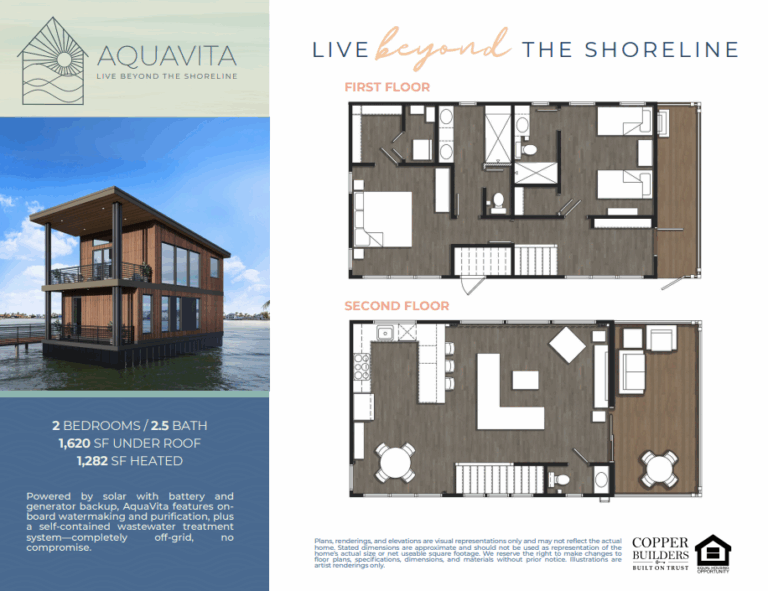 AQUAVITA
LIVE BEYOND THE SHORELINE
LIVE beyond THE SHORELINE
FIRST FLOOR
SECOND FLOOR
2 BEDROOMS / 2.5 BATH
1,620 SF UNDER ROOF
1,282 SF HEATED
Powered by solar with battery and
generator backup, AquaVita features on-
board watermaking and purification, plus
a self-contained wastewater treatment
system—completely off-grid, no
compromise.
Plans, renderings, and elevations are visual representations only and may not reflect the actual
home. Stated dimensions are approximate and should not be used as representation of the
home's actual size or net useable square footage. We reserve the right to make changes to
floor plans, specifications, dimensions, and materials without prior notice. Illustrations are
artist renderings only.
COPPER
BUILDERS
BUILT ON TRUST
EQUAL HOUSING
OPPORTUNITY